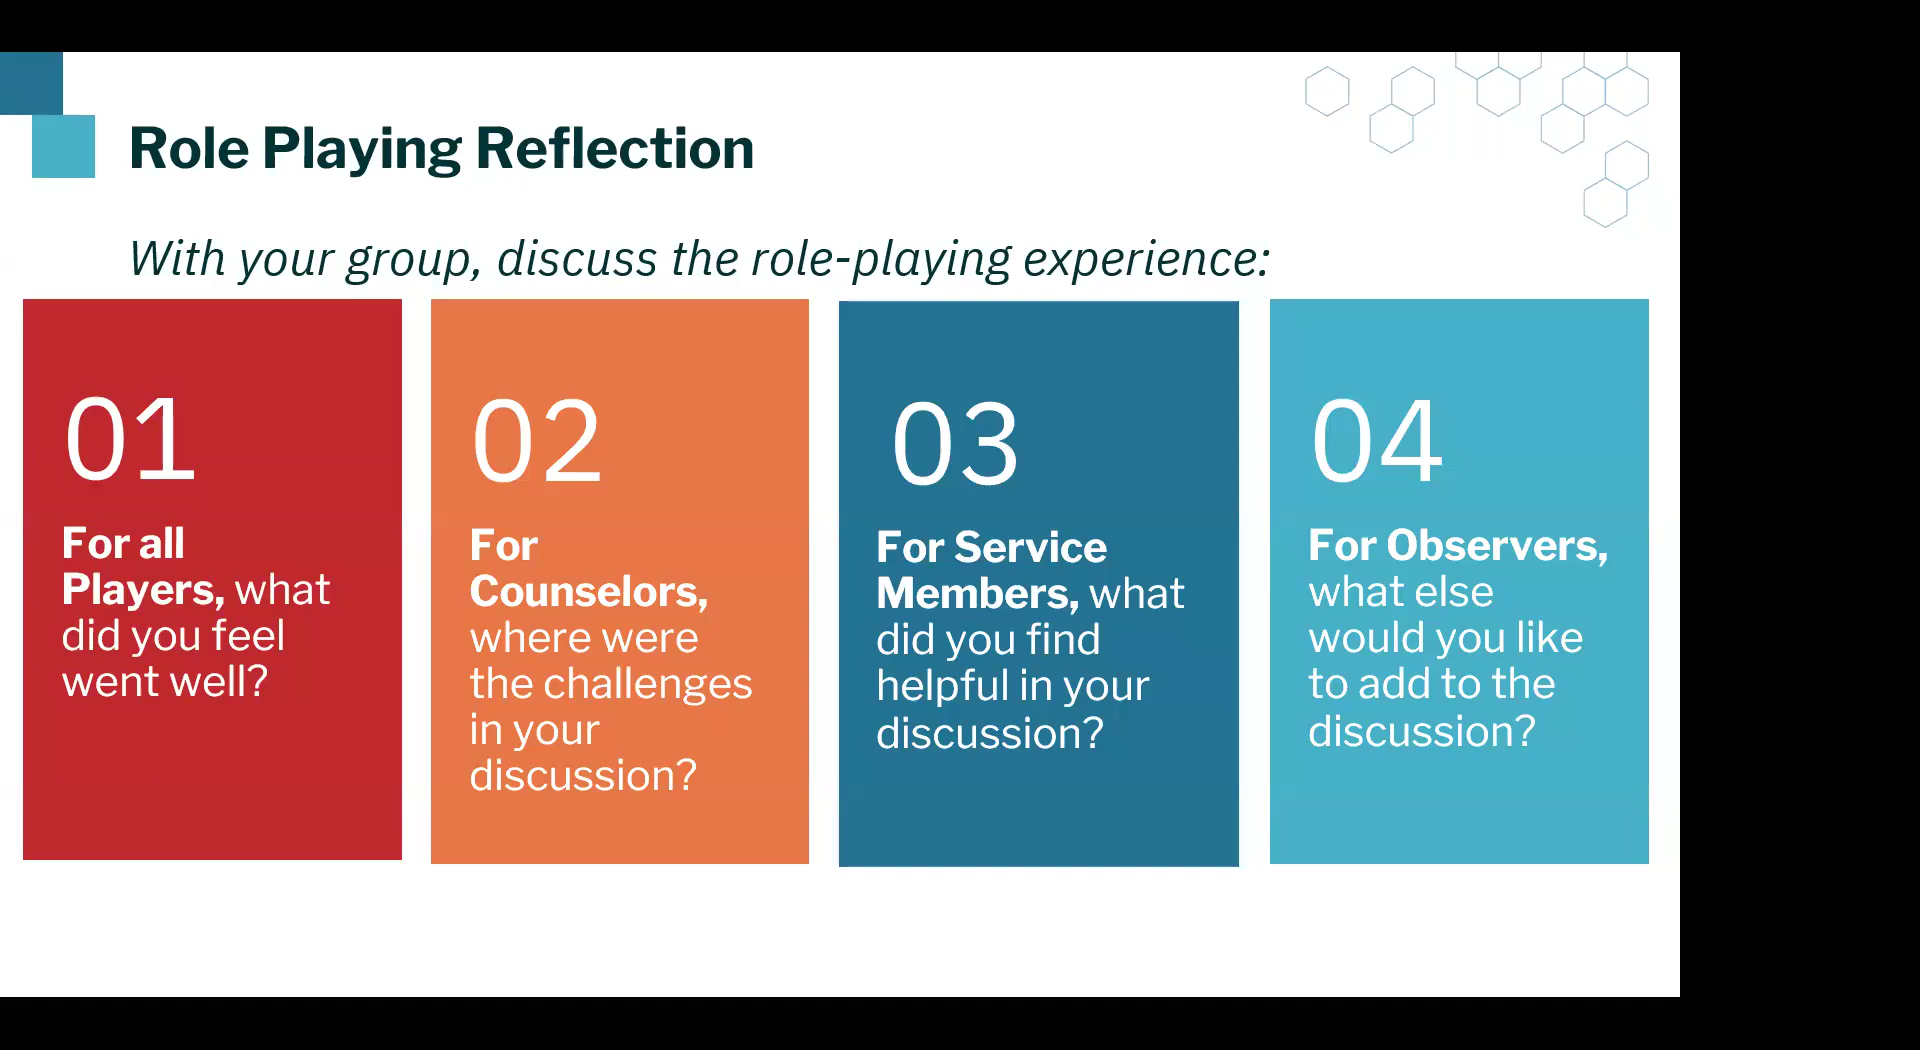 Role Playing Reflection
With your group, discuss the role-playing experience:
01
For all
Players, what
did you feel
went well?
02
For
Counselors,
where were
the challenges
in your
discussion?
03
For Service
Members, what
did you find
helpful in your
discussion?
04
For Observers,
what else
would you like
to add to the
discussion?